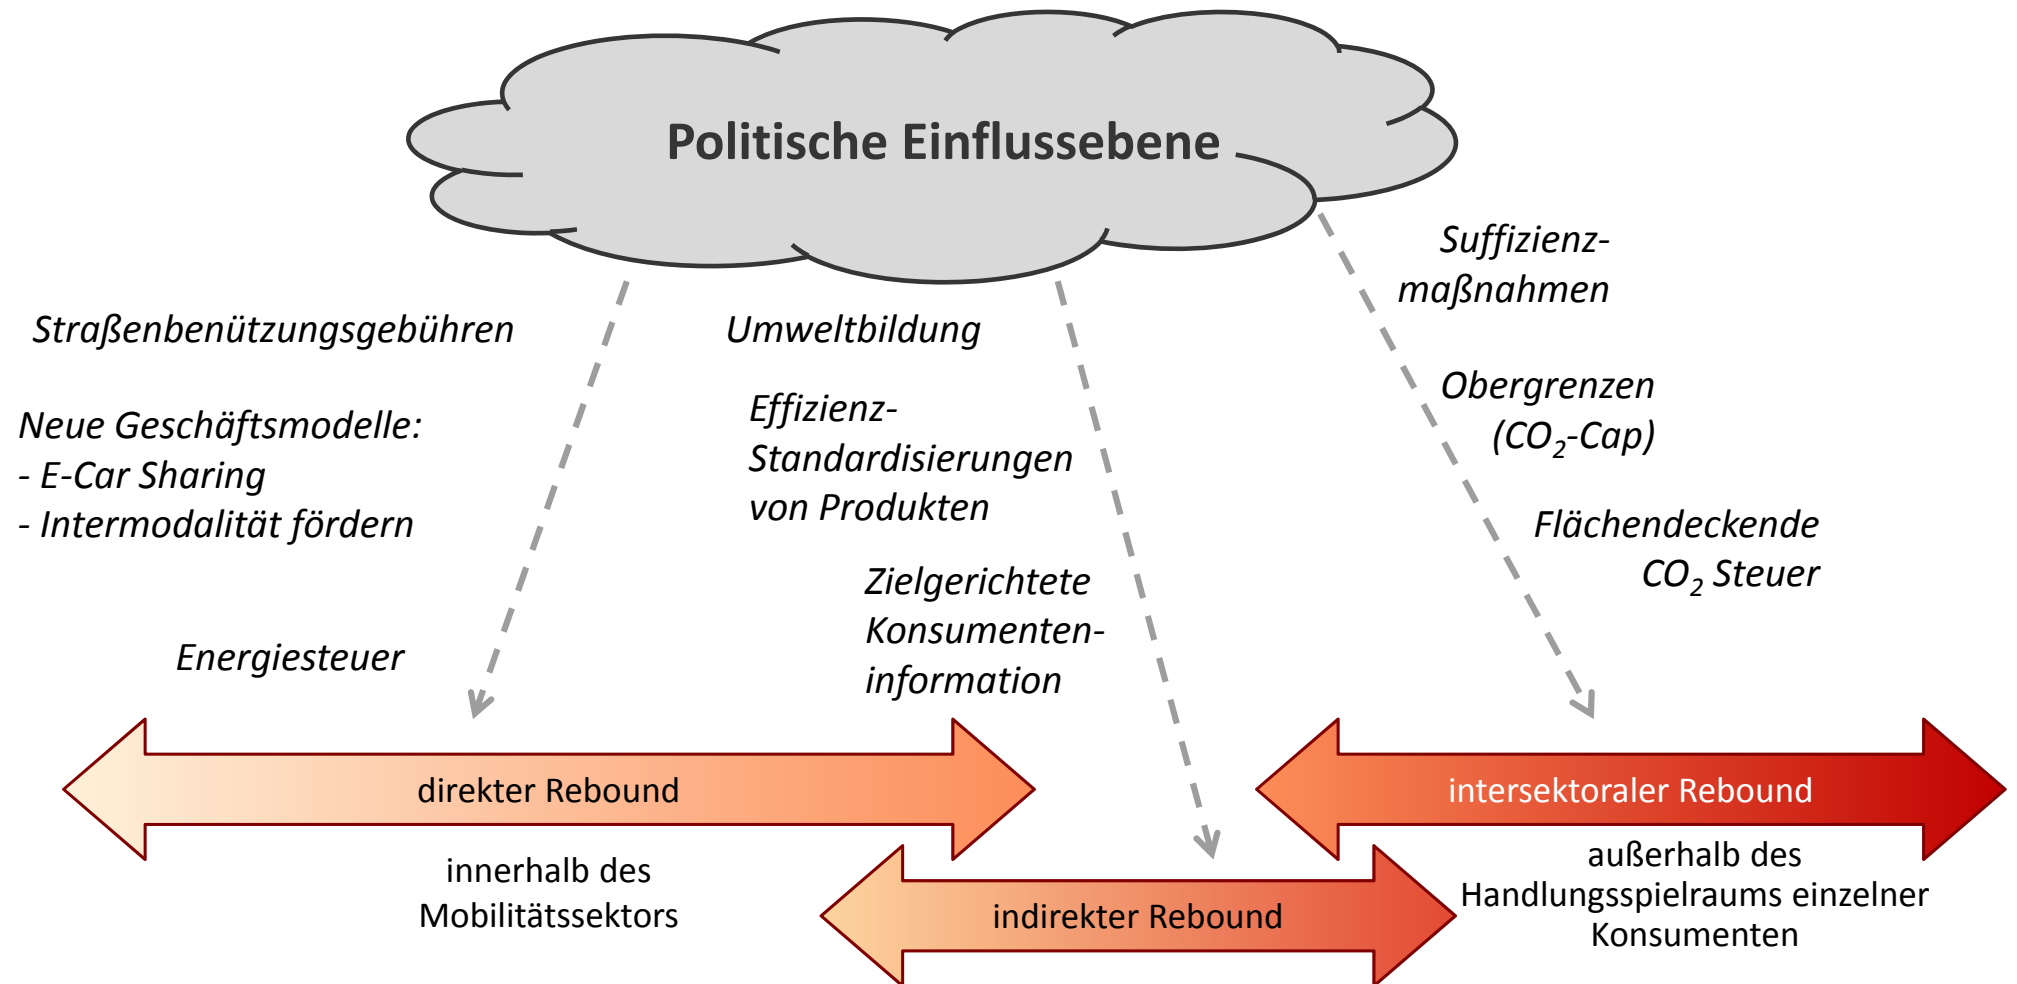 Politische Einflussebene
Straßenbenützungsgebühren
Neue Geschäftsmodelle:
- E-Car Sharing
- Intermodalität fördern
Energiesteuer
Umweltbildung
Effizienz-
Standardisierungen
von Produkten
Zielgerichtete
Konsumenten-
information
Suffizienz-
maßnahmen
Obergrenzen
(CO₂-Cap)
Flächendeckende
CO₂ Steuer
direkter Rebound
innerhalb des
Mobilitätssektors
indirekter Rebound
intersektoraler Rebound
außerhalb des
Handlungsspielraums einzelner
Konsumenten